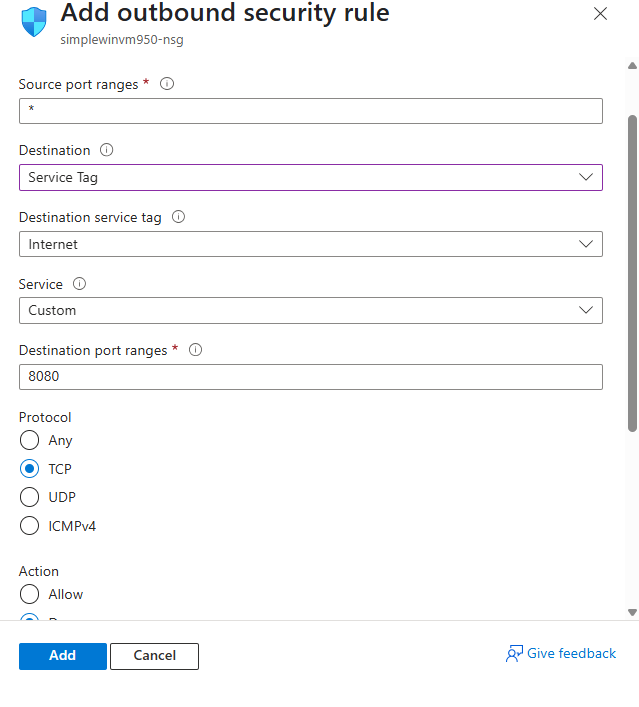 Add outbound security rule
simplewinvm950-nsg
Source port ranges *
*
Destination
Service Tag
Destination service tag
Internet
Service
Custom
Destination port ranges *
8080
Protocol
Any
TCP
UDP
ICMPv4
Action
Allow
Add
Cancel
Give feedback